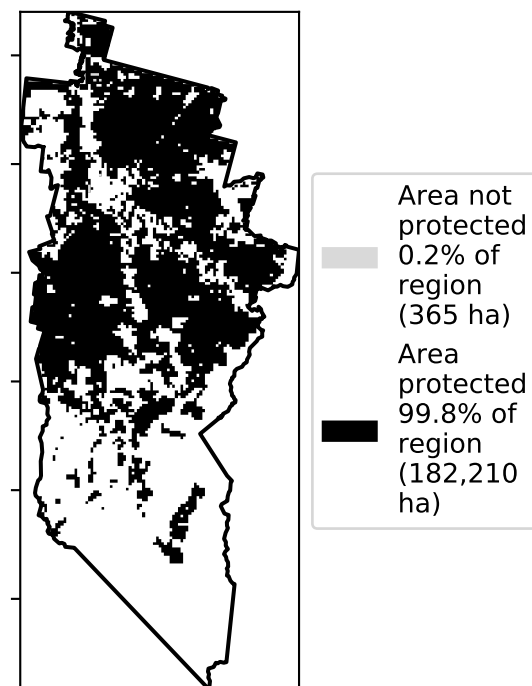 Area not
protected
0.2% of
region
(365 ha)
Area
protected
99.8% of
region
(182,210
ha)